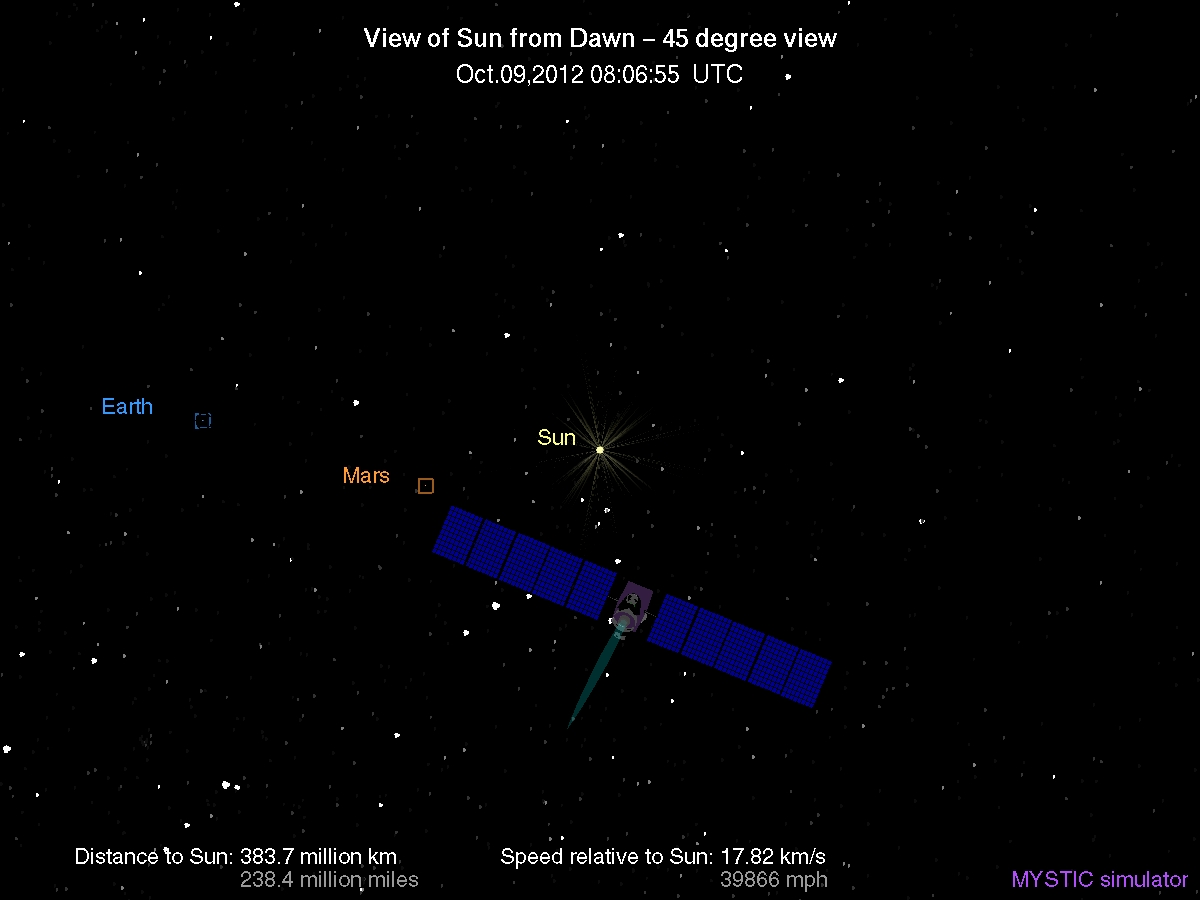 View of Sun from Dawn – 45 degree view
Oct.09,2012 08:06:55 UTC
Earth
Sun
Mars
Distance to Sun: 383.7 million km
238.4 million miles
Speed relative to Sun: 17.82 km/s
39866 mph
MYSTIC simulator